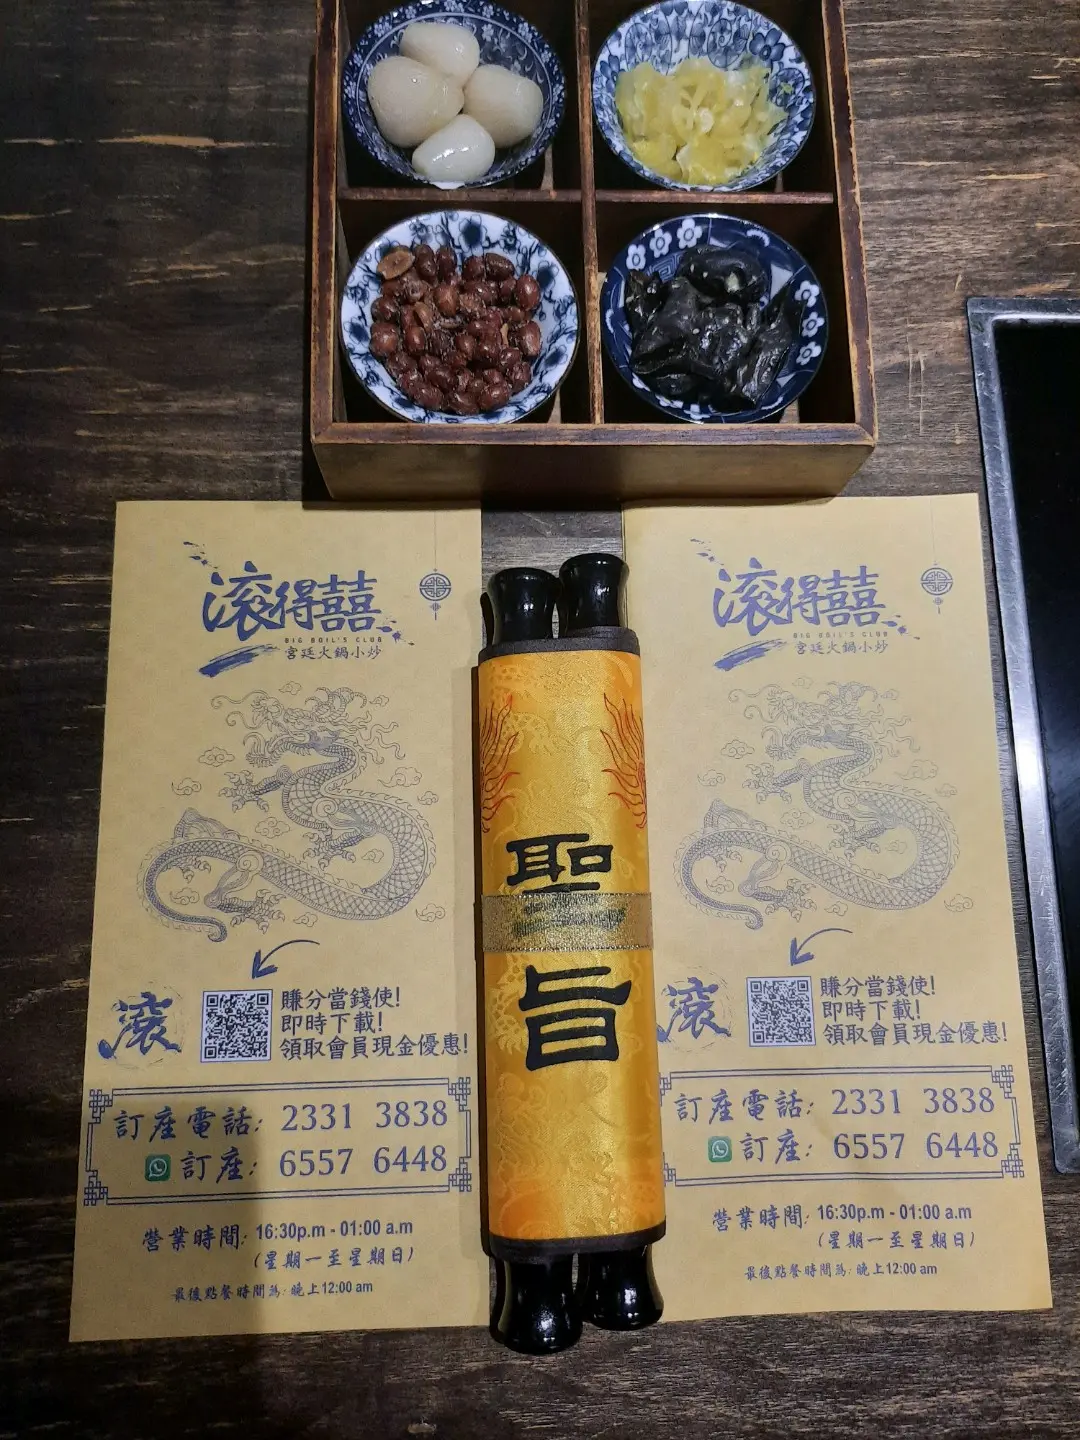 滾得囍
BIG BOIL'S CLUB
宮廷火鍋小炒
滾
賺分當錢使!
即時下載!
領取會員現金優惠!
訂座電話: 2331 3838
訂座: 6557 6448
營業時間: 16:30p.m - 01:00 a.m
(星期一至星期日)
最後點餐時間為: 晚上12:00 am
聖旨
滾得囍
BIG BOIL'S CLUB
宮廷火鍋小炒
滾
賺分當錢使!
即時下載!
領取會員現金優惠!
訂座電話: 2331 3838
訂座: 6557 6448
營業時間: 16:30p.m - 01:00 a.m
(星期一至星期日)
最後點餐時間為: 晚上12:00 am